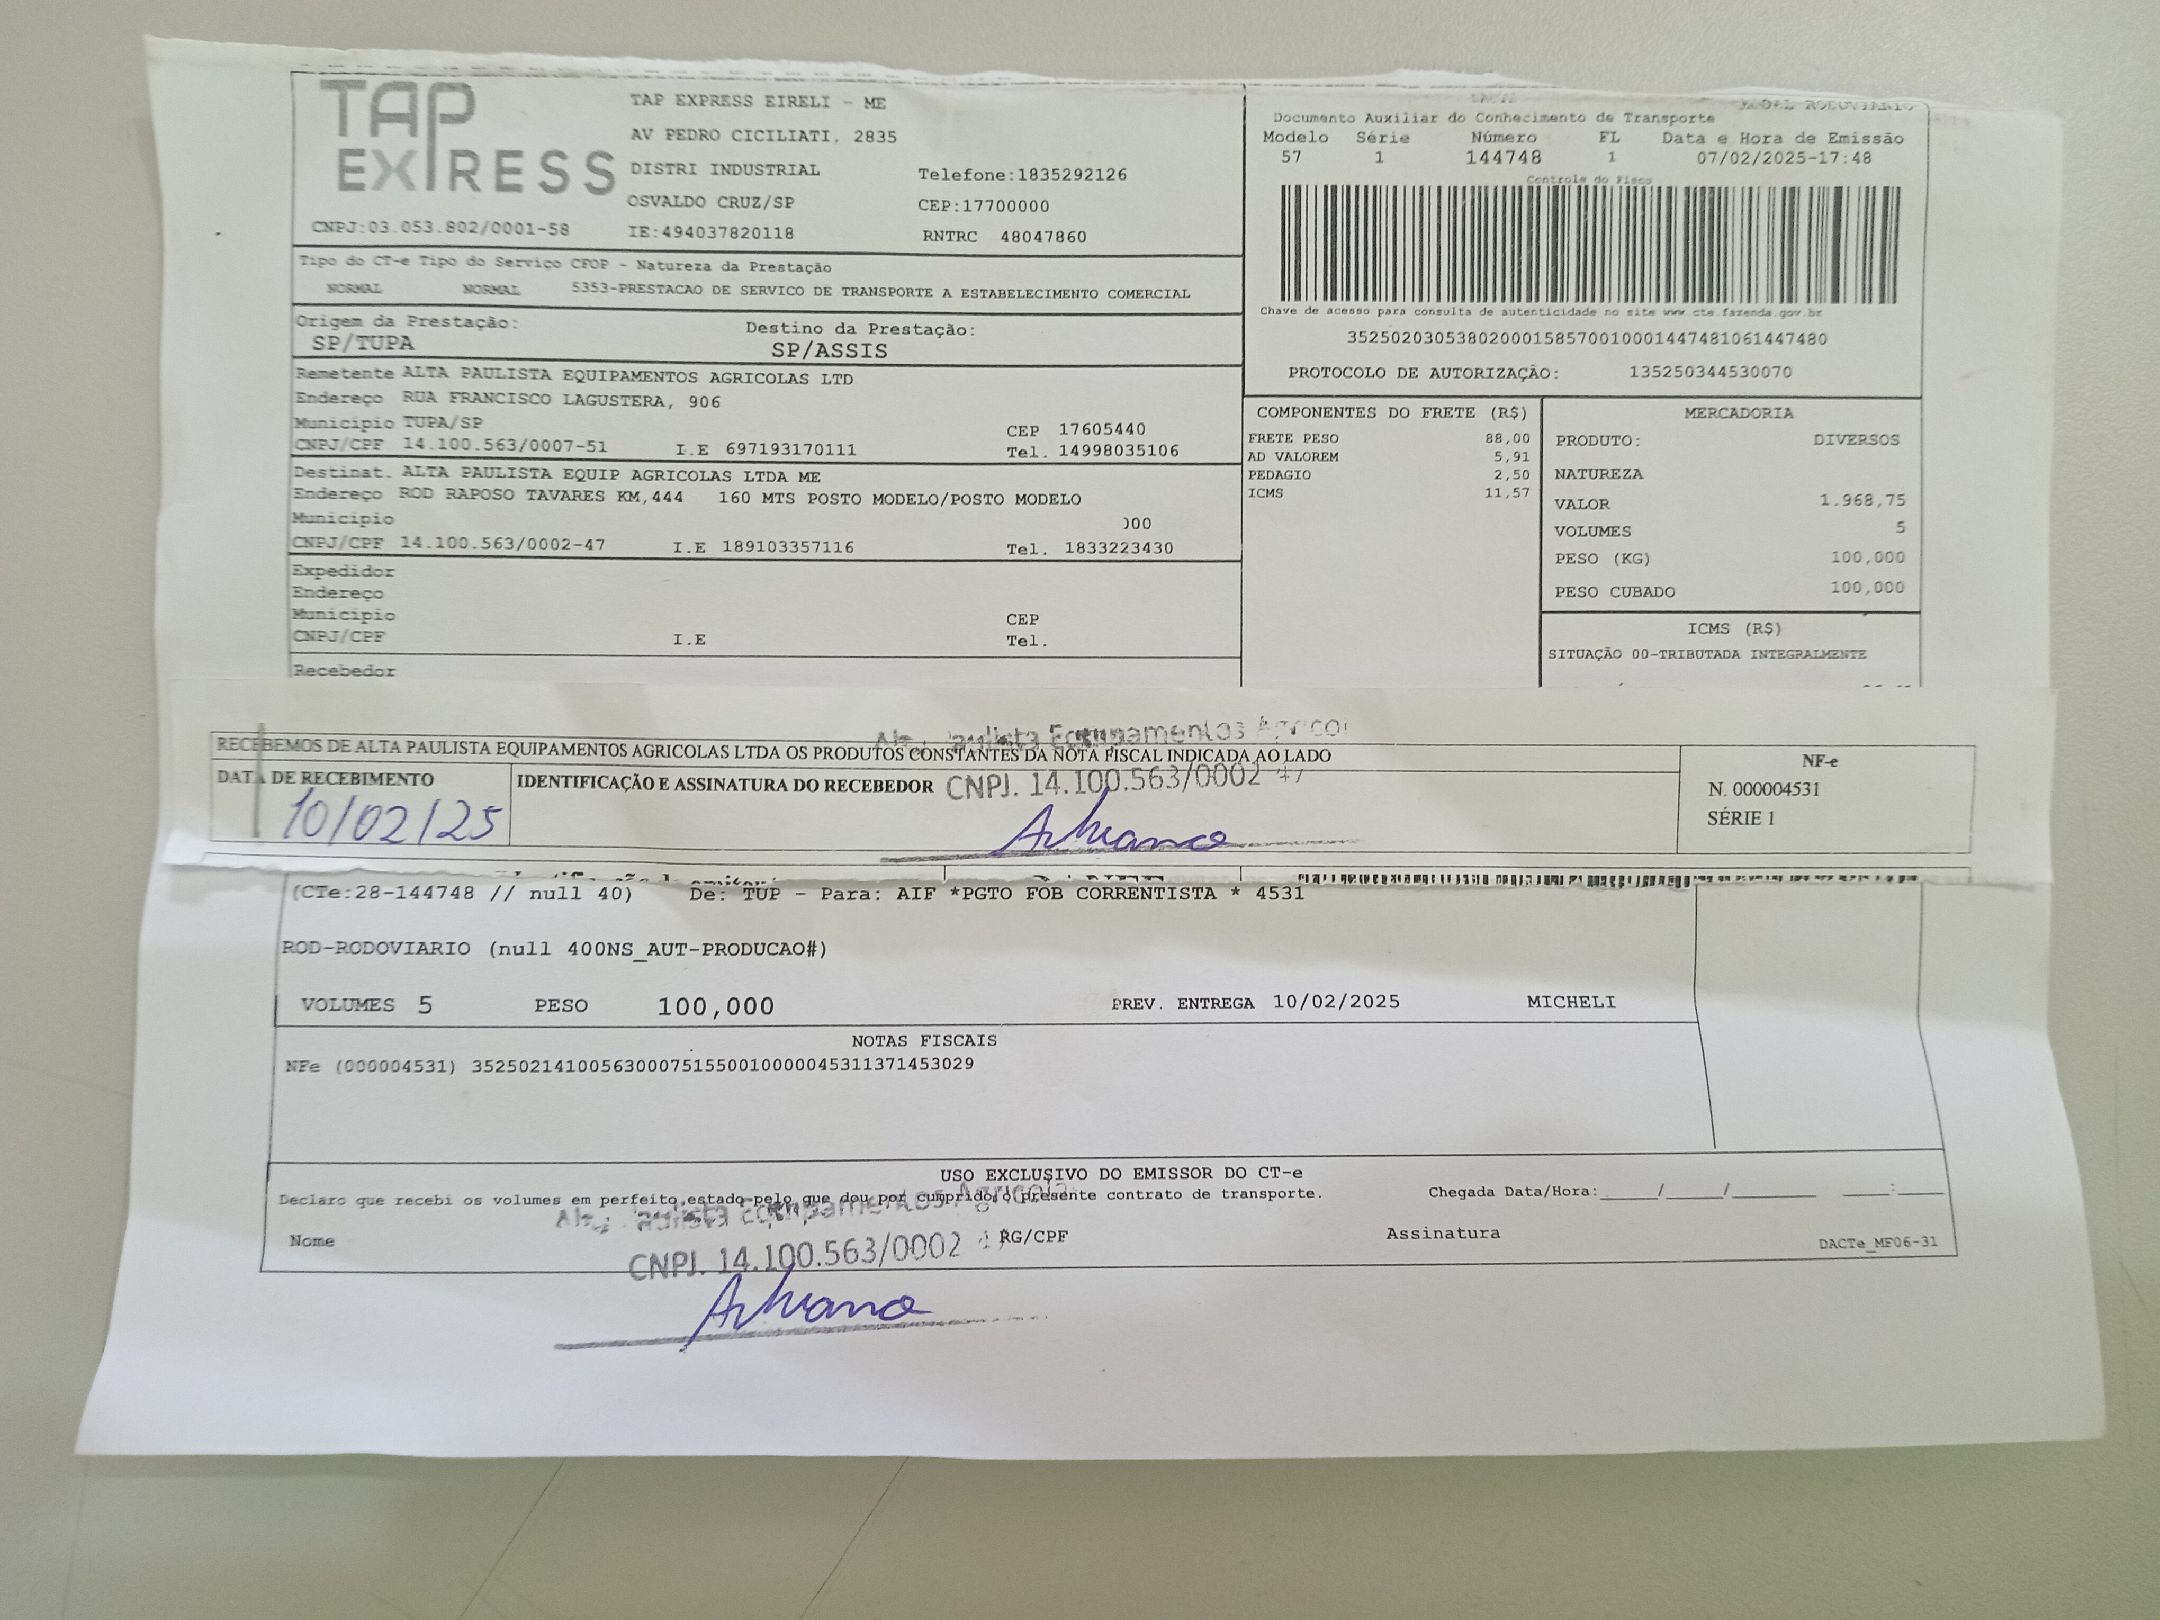 TAP EXPRESS
TAP EXPRESS EIRELI - ME
AV PEDRO CICILIATI, 2835
DISTRI INDUSTRIAL Telefone:1835292126
OSVALDO CRUZ/SP CEP:17700000
CNPJ:03.053.802/0001-58 IE:494037820118 RNTRC 48047860
MODAL RODOVIARIO
Documento Auxiliar do Conhecimento de Transporte
Modelo Série Número FL Data e Hora de Emissão
57 1 144748 1 07/02/2025-17:48
Controle do Fisco
Chave de acesso para consulta de autenticidade no site www.cte.fazenda.gov.br
35250203053802000158570010001447481061447480
PROTOCOLO DE AUTORIZAÇÃO: 135250344530070
Tipo do CT-e Tipo do Serviço CFOP - Natureza da Prestação
NORMAL NORMAL 5353-PRESTACAO DE SERVICO DE TRANSPORTE A ESTABELECIMENTO COMERCIAL
Origem da Prestação: Destino da Prestação:
SP/TUPA SP/ASSIS
Remetente ALTA PAULISTA EQUIPAMENTOS AGRICOLAS LTD
Endereço RUA FRANCISCO LAGUSTERA, 906
Municipio TUPA/SP CEP 17605440
CNPJ/CPF 14.100.563/0007-51 I.E 697193170111 Tel. 14998035106
Destinat. ALTA PAULISTA EQUIP AGRICOLAS LTDA ME
Endereço ROD RAPOSO TAVARES KM,444 160 MTS POSTO MODELO/POSTO MODELO
Municipio 000
CNPJ/CPF 14.100.563/0002-47 I.E 189103357116 Tel. 1833223430
Expedidor
Endereço
Municipio CEP
CNPJ/CPF I.E Tel.
Recebedor
COMPONENTES DO FRETE (R$)
FRETE PESO 88,00
AD VALOREM 5,91
PEDAGIO 2,50
ICMS 11,57
MERCADORIA
PRODUTO: DIVERSOS
NATUREZA
VALOR 1.968,75
VOLUMES 5
PESO (KG) 100,000
PESO CUBADO 100,000
ICMS (R$)
SITUAÇÃO 00-TRIBUTADA INTEGRALMENTE
Equipamentos
RECEBEMOS DE ALTA PAULISTA EQUIPAMENTOS AGRICOLAS LTDA OS PRODUTOS CONSTANTES DA NOTA FISCAL INDICADA AO LADO
DATA DE RECEBIMENTO IDENTIFICAÇÃO E ASSINATURA DO RECEBEDOR
CNPJ. 14.100.563/0002 47
10/02/25
Adriano
NF-e
N. 000004531
SÉRIE 1
(CTe:28-144748 // null 40) De: TUP - Para: AIF *PGTO FOB CORRENTISTA * 4531
ROD-RODOVIARIO (null 400NS_AUT-PRODUCAO#)
VOLUMES 5 PESO 100,000 PREV. ENTREGA 10/02/2025 MICHELI
NOTAS FISCAIS
NFe (000004531) 35250214100563000751550010000045311371453029
USO EXCLUSIVO DO EMISSOR DO CT-e
Declaro que recebi os volumes em perfeito estado pelo que dou por cumprido o presente contrato de transporte. Chegada Data/Hora:_____/_____/_______ ____:____
Nome RG/CPF Assinatura DACTe_MF06-31
CNPJ. 14.100.563/0002
Adriano